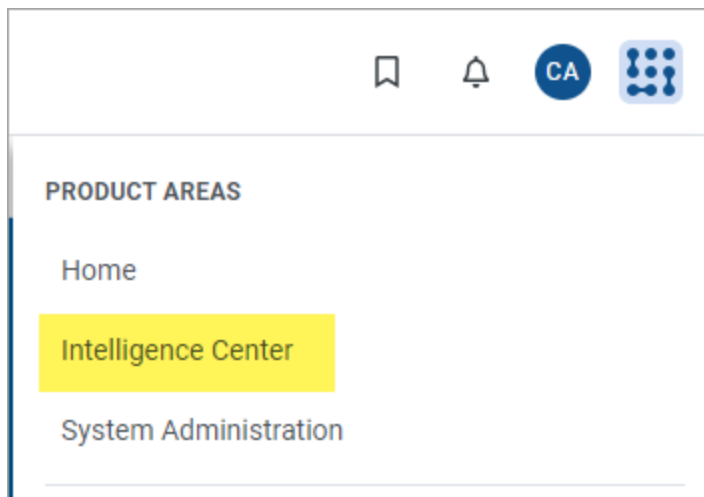 CA
PRODUCT AREAS
Home
Intelligence Center
System Administration